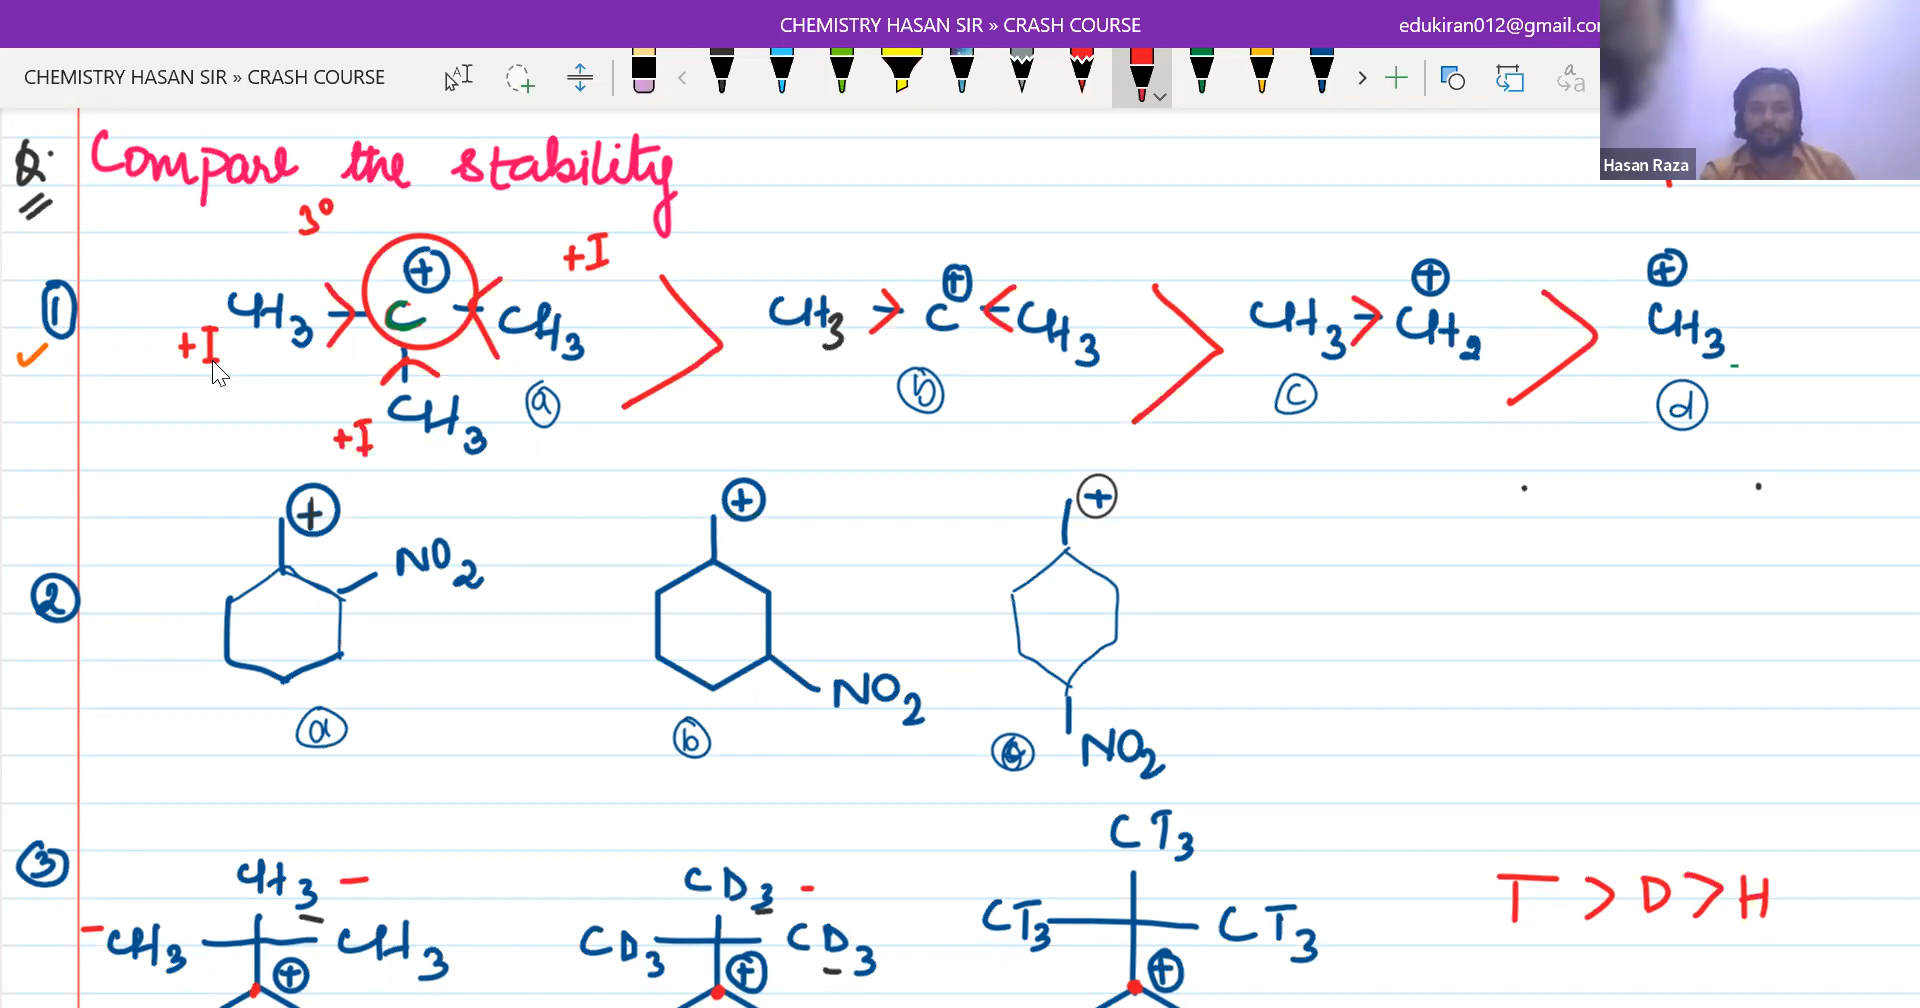 CHEMISTRY HASAN SIR » CRASH COURSE
edukiran012@gmail.co
CHEMISTRY HASAN SIR » CRASH COURSE
Hasan Raza
Q. Compare the stability
3° +I
① CH3 C ⊕ CH3 > CH3 C ⊕ CH3 > CH3 CH2 ⊕ > CH3 ⊕
+I
CH3 ⓐ ⓑ ⓒ ⓓ
+I
② ⊕ NO2 ⊕ NO2 ⊕ NO2
ⓐ ⓑ
③ CH3 – CD3 - CT3
– CH3 CH3 ⊕ CD3 CD3 ⊕ CT3 CT3 ⊕
T > D > H